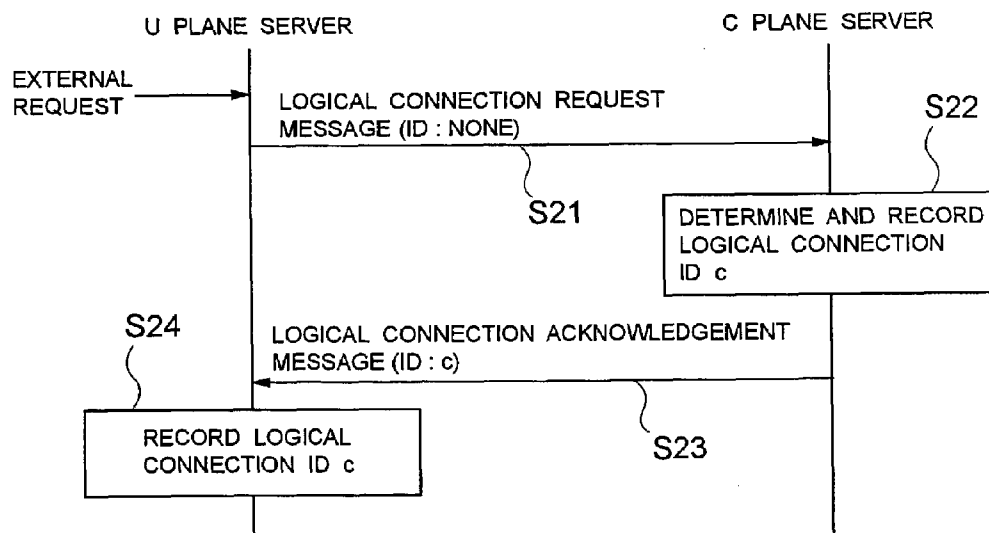 U PLANE SERVER
C PLANE SERVER
EXTERNAL
REQUEST
LOGICAL CONNECTION REQUEST
MESSAGE (ID : NONE)
S21
S22
DETERMINE AND RECORD
LOGICAL CONNECTION
ID c
LOGICAL CONNECTION ACKNOWLEDGEMENT
MESSAGE (ID : c)
S23
S24
RECORD LOGICAL
CONNECTION ID c